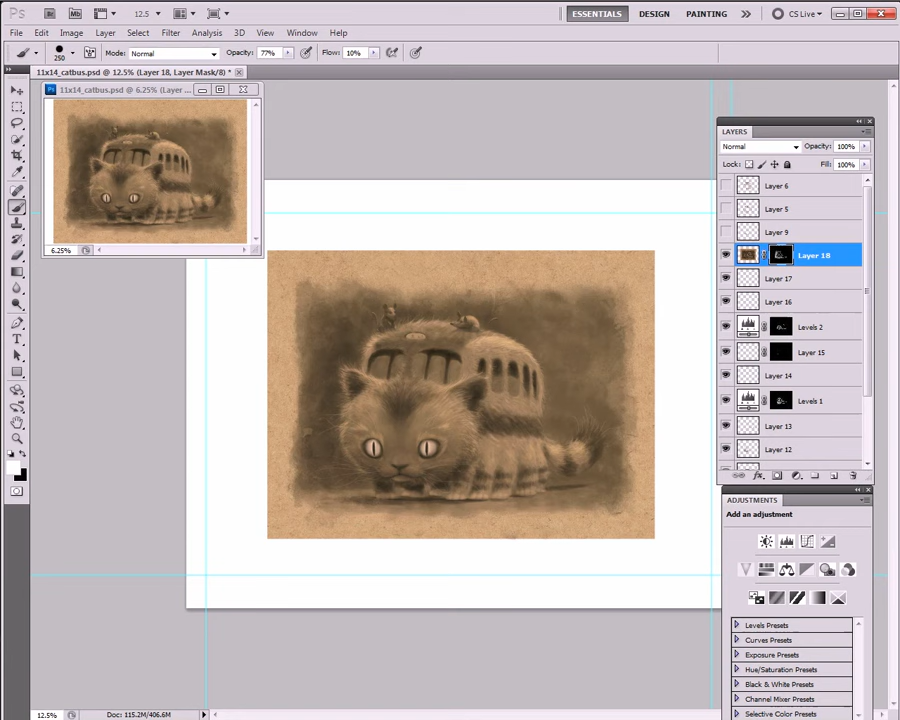 Ps Br Mb 12.5 ESSENTIALS DESIGN PAINTING CS Live
File Edit Image Layer Select Filter Analysis 3D View Window Help
250 Mode: Normal Opacity: 77% Flow: 10%
11x14_catbus.psd @ 12.5% (Layer 18, Layer Mask/8) *
11x14_catbus.psd @ 6.25% (Layer ...
6.25%
LAYERS
Normal Opacity: 100%
Lock: Fill: 100%
Layer 6
Layer 5
Layer 9
Layer 18
Layer 17
Layer 16
Levels 2
Layer 15
Layer 14
Levels 1
Layer 13
Layer 12
fx
ADJUSTMENTS
Add an adjustment
Levels Presets
Curves Presets
Exposure Presets
Hue/Saturation Presets
Black & White Presets
Channel Mixer Presets
Selective Color Presets
12.5% Doc: 115.2M/406.6M